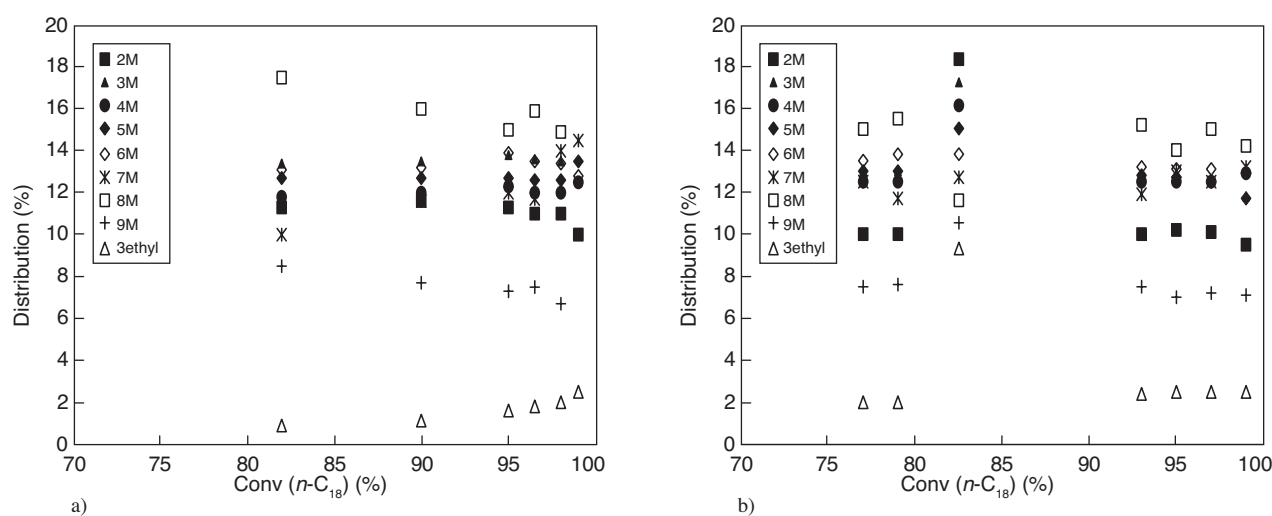 20
18
16
14
12
10
8
6
4
2
0
Distribution (%)
2M
3M
4M
5M
6M
7M
8M
9M
3ethyl
70 75 80 85 90 95 100
Conv (n-C18) (%)
a)
20
18
16
14
12
10
8
6
4
2
0
Distribution (%)
2M
3M
4M
5M
6M
7M
8M
9M
3ethyl
70 75 80 85 90 95 100
Conv (n-C18) (%)
b)